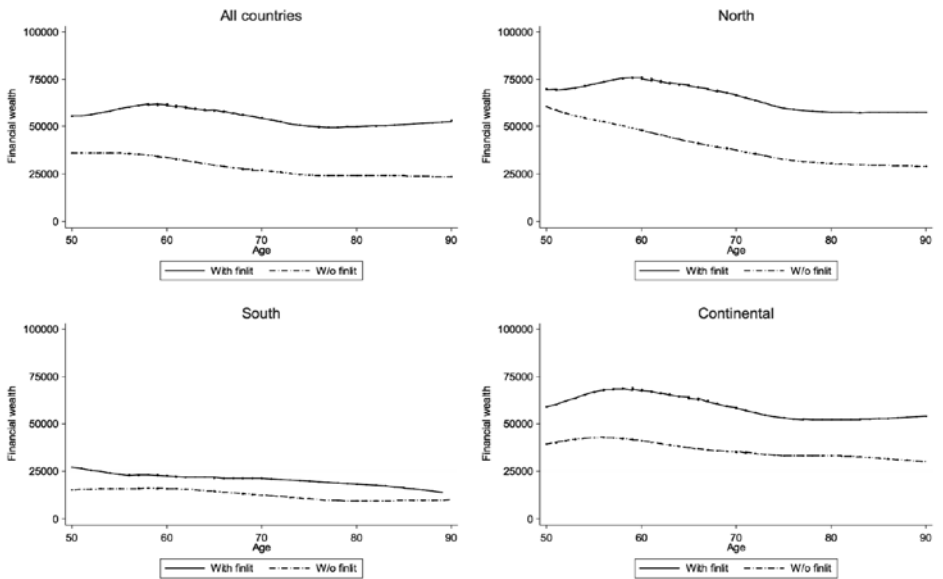 All countries
100000
75000
50000
25000
0
Financial wealth
50 60 70 80 90
Age
With finlit W/o finlit
North
100000
75000
50000
25000
0
Financial wealth
50 60 70 80 90
Age
With finlit W/o finlit
South
100000
75000
50000
25000
0
Financial wealth
50 60 70 80 90
Age
With finlit W/o finlit
Continental
100000
75000
50000
25000
0
Financial wealth
50 60 70 80 90
Age
With finlit W/o finlit